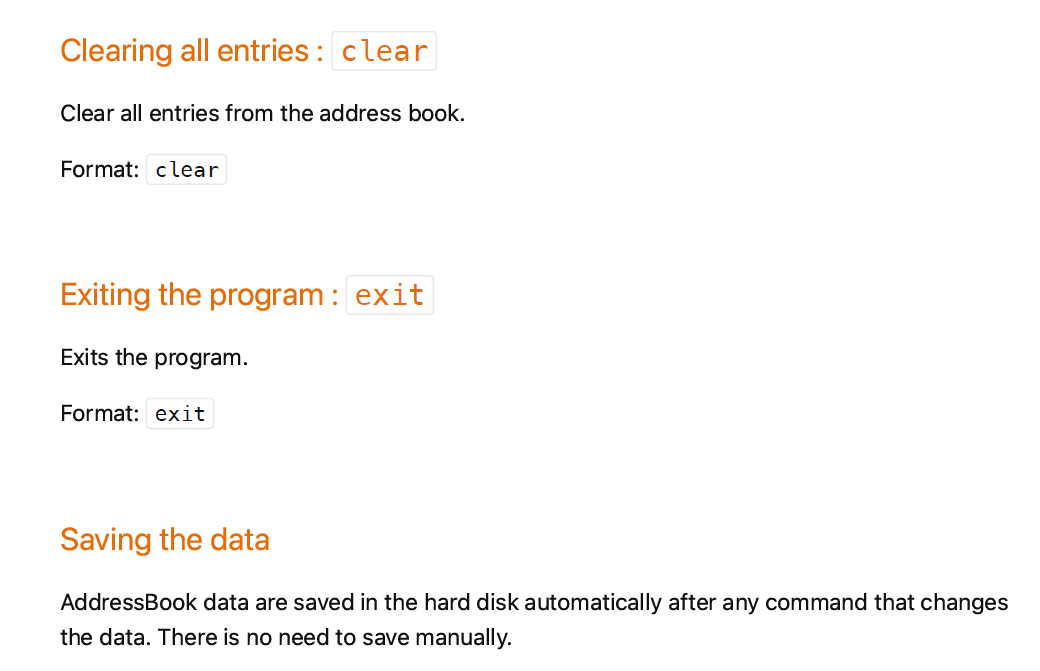 Clearing all entries : clear
Clear all entries from the address book.
Format: clear
Exiting the program : exit
Exits the program.
Format: exit
Saving the data
AddressBook data are saved in the hard disk automatically after any command that changes
the data. There is no need to save manually.